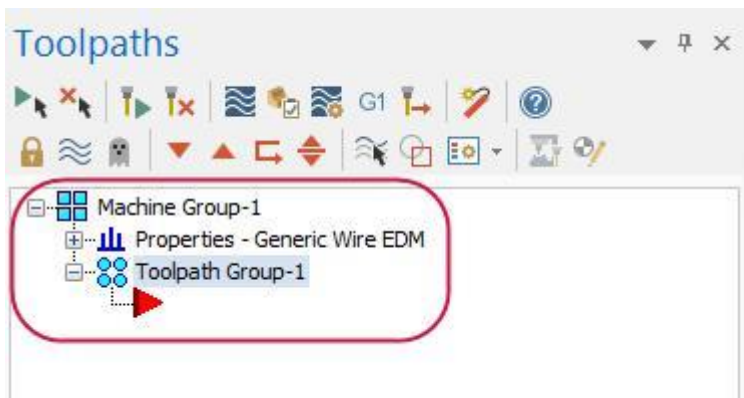 Toolpaths
G1
Machine Group-1
Properties - Generic Wire EDM
Toolpath Group-1